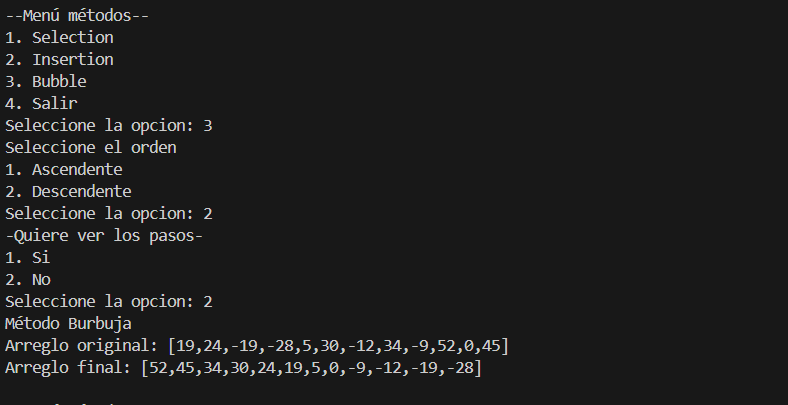 --Menú métodos--
1. Selection
2. Insertion
3. Bubble
4. Salir
Seleccione la opcion: 3
Seleccione el orden
1. Ascendente
2. Descendente
Seleccione la opcion: 2
-Quiere ver los pasos-
1. Si
2. No
Seleccione la opcion: 2
Método Burbuja
Arreglo original: [19,24,-19,-28,5,30,-12,34,-9,52,0,45]
Arreglo final: [52,45,34,30,24,19,5,0,-9,-12,-19,-28]